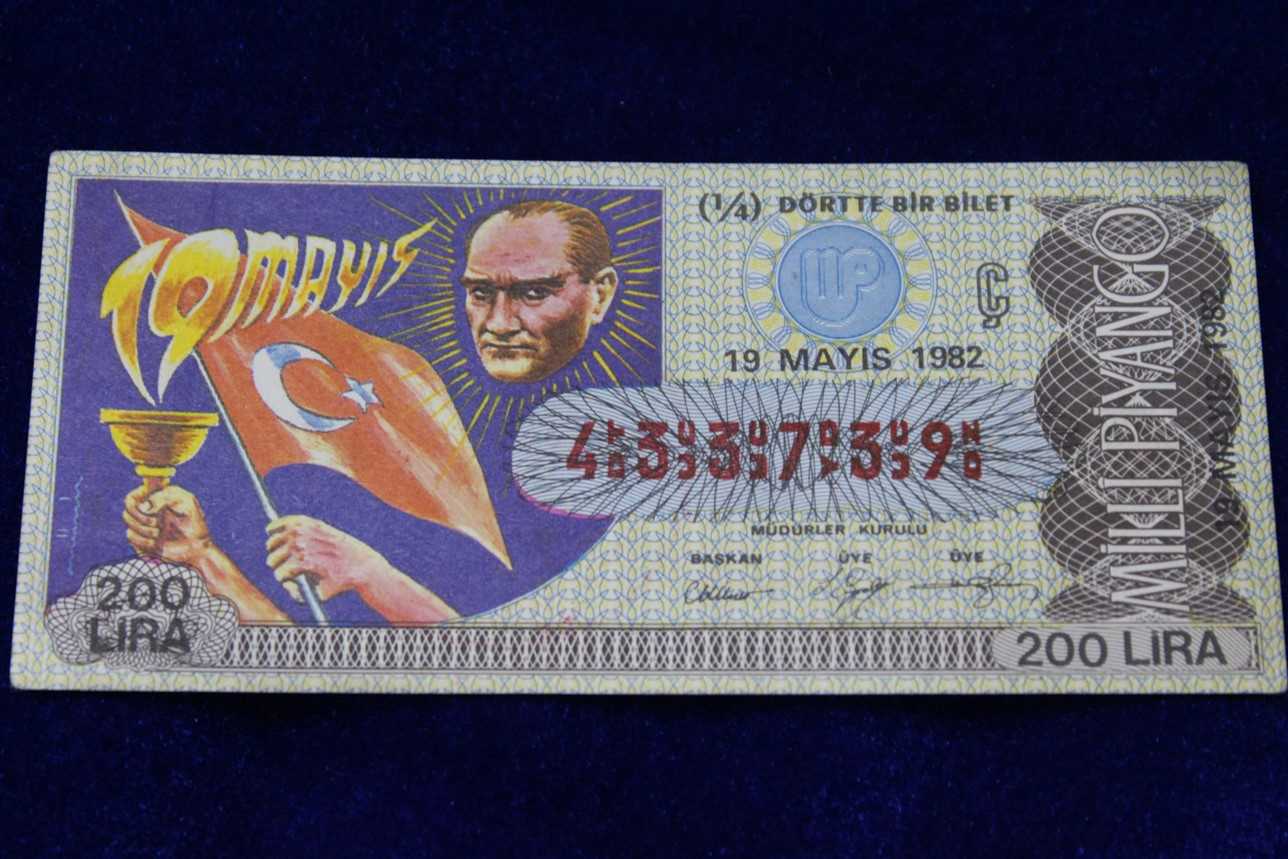 19 MAYIS
(1/4) DÖRTTE BİR BİLET
MP
Ç
19 MAYIS 1982
4 3 3 7 3 9
MÜDÜRLER KURULU
BAŞKAN ÜYE ÜYE
200
LİRA
200 LİRA
MİLLİ PİYANGO
19 MAYIS 1982